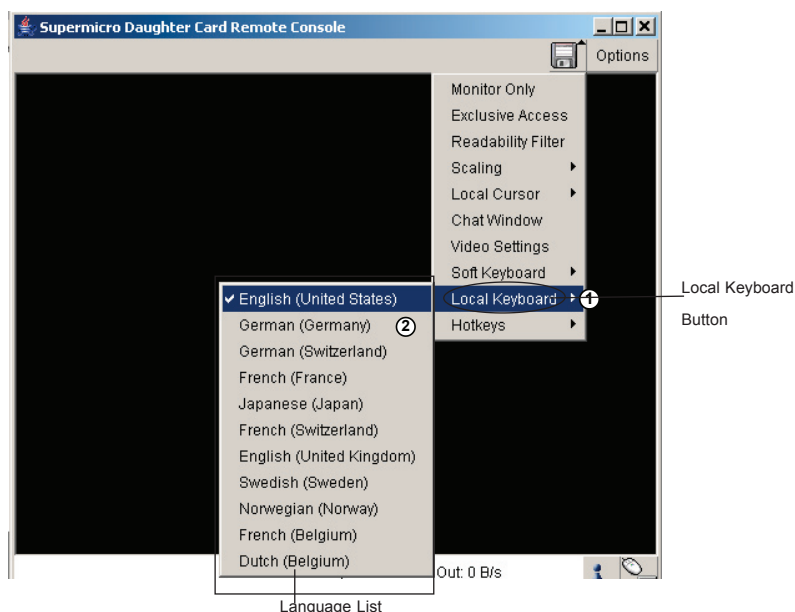 Supermicro Daughter Card Remote Console
Options
Monitor Only
Exclusive Access
Readability Filter
Scaling
Local Cursor
Chat Window
Video Settings
Soft Keyboard
Local Keyboard 1
Hotkeys
Local Keyboard
Button
English (United States)
German (Germany) 2
German (Switzerland)
French (France)
Japanese (Japan)
French (Switzerland)
English (United Kingdom)
Swedish (Sweden)
Norwegian (Norway)
French (Belgium)
Dutch (Belgium)
Out: 0 B/s
Language List